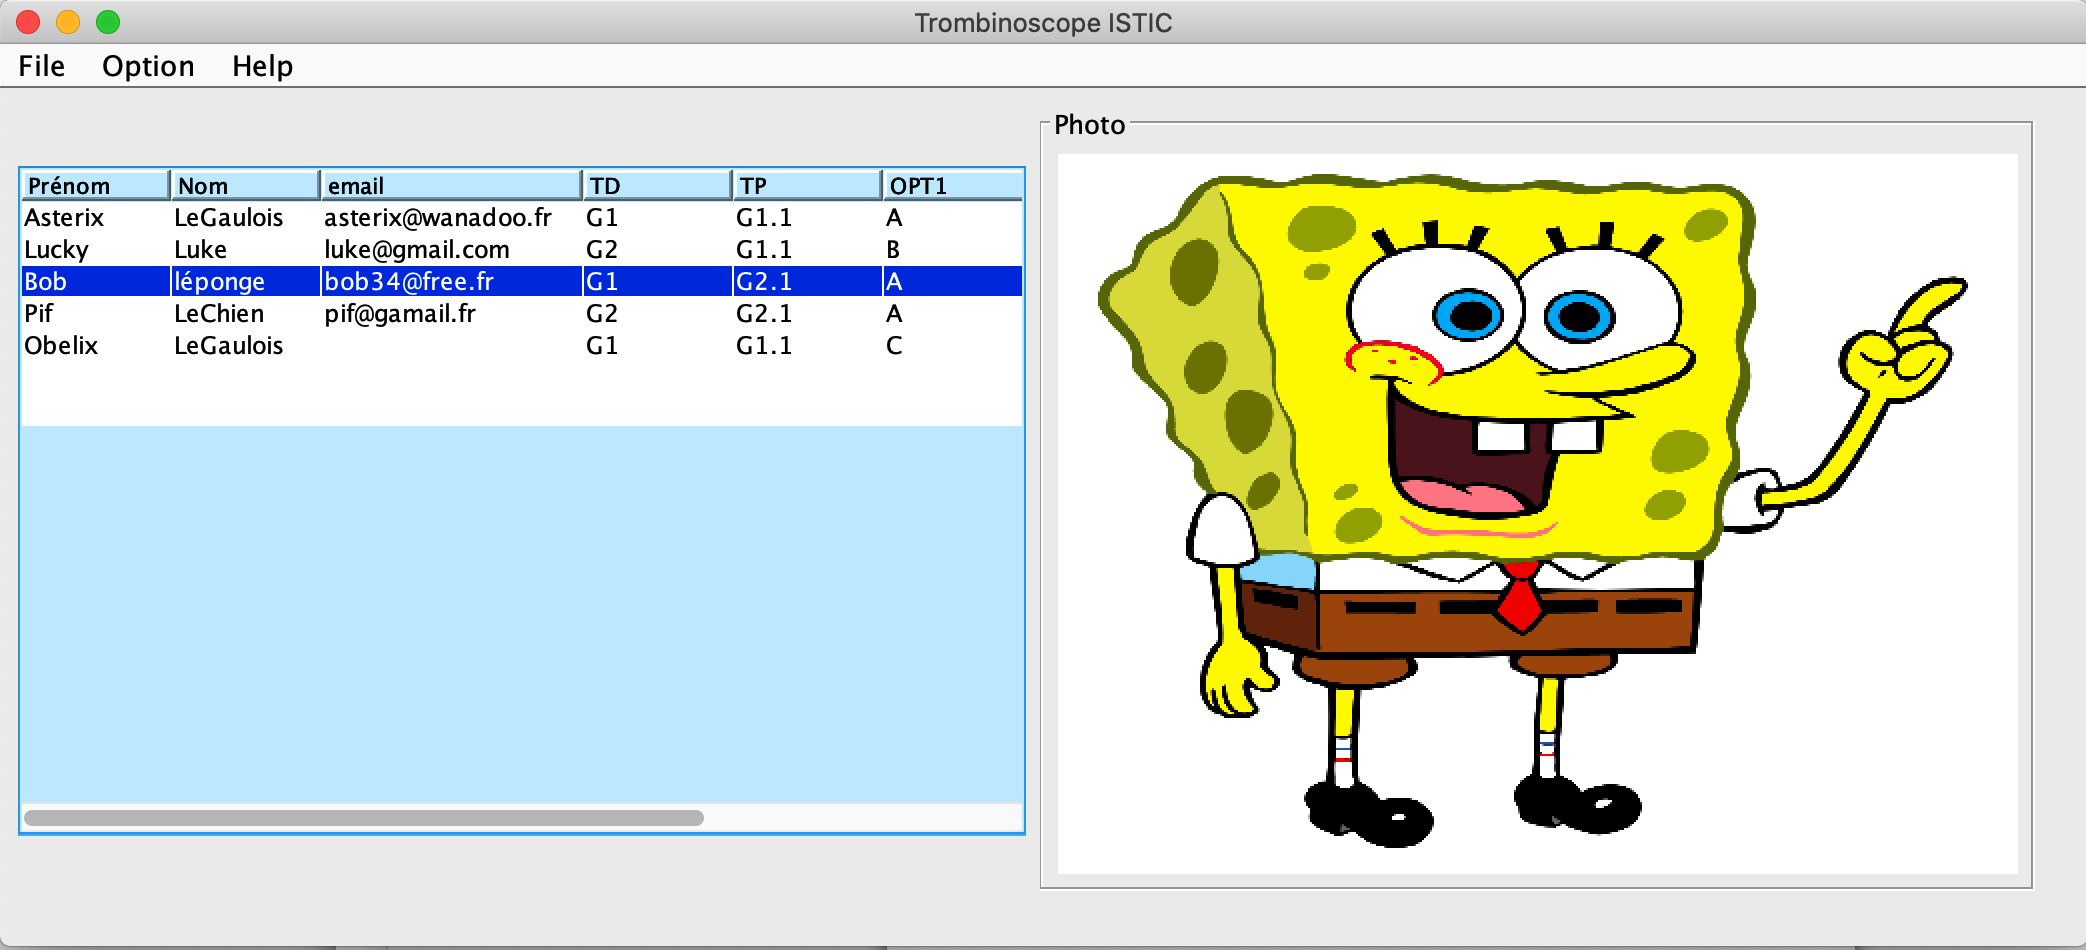 Trombinoscope ISTIC
File Option Help
Photo
Prénom Nom email TD TP OPT1
Asterix LeGaulois asterix@wanadoo.fr G1 G1.1 A
Lucky Luke luke@gmail.com G2 G1.1 B
Bob léponge bob34@free.fr G1 G2.1 A
Pif LeChien pif@gamail.fr G2 G2.1 A
Obelix LeGaulois G1 G1.1 C